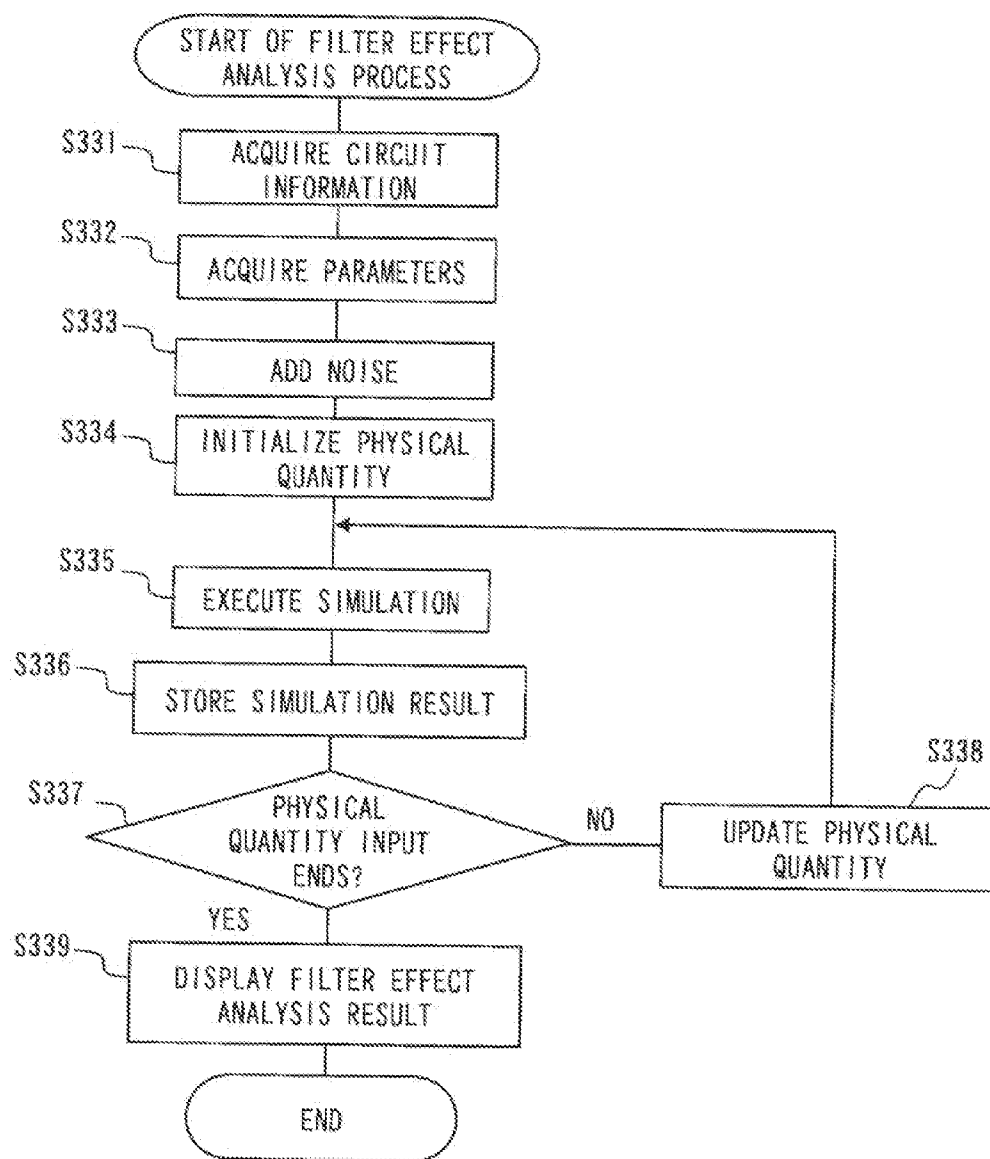 START OF FILTER EFFECT
ANALYSIS PROCESS
S331
ACQUIRE CIRCUIT
INFORMATION
S332
ACQUIRE PARAMETERS
S333
ADD NOISE
S334
INITIALIZE PHYSICAL
QUANTITY
S335
EXECUTE SIMULATION
S336
STORE SIMULATION RESULT
S337
PHYSICAL
QUANTITY INPUT
ENDS?
NO
S338
UPDATE PHYSICAL
QUANTITY
YES
S339
DISPLAY FILTER EFFECT
ANALYSIS RESULT
END